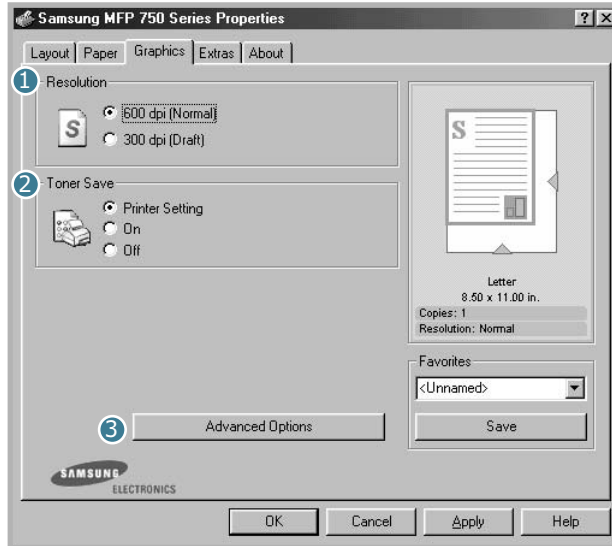 Samsung MFP 750 Series Properties
? X
Layout Paper Graphics Extras About
1 Resolution
S
600 dpi (Normal)
300 dpi (Draft)
2 Toner Save
Printer Setting
On
Off
S
Letter
8.50 x 11.00 in.
Copies: 1
Resolution: Normal
Favorites
<Unnamed>
Save
3 Advanced Options
SAMSUNG
ELECTRONICS
OK Cancel Apply Help